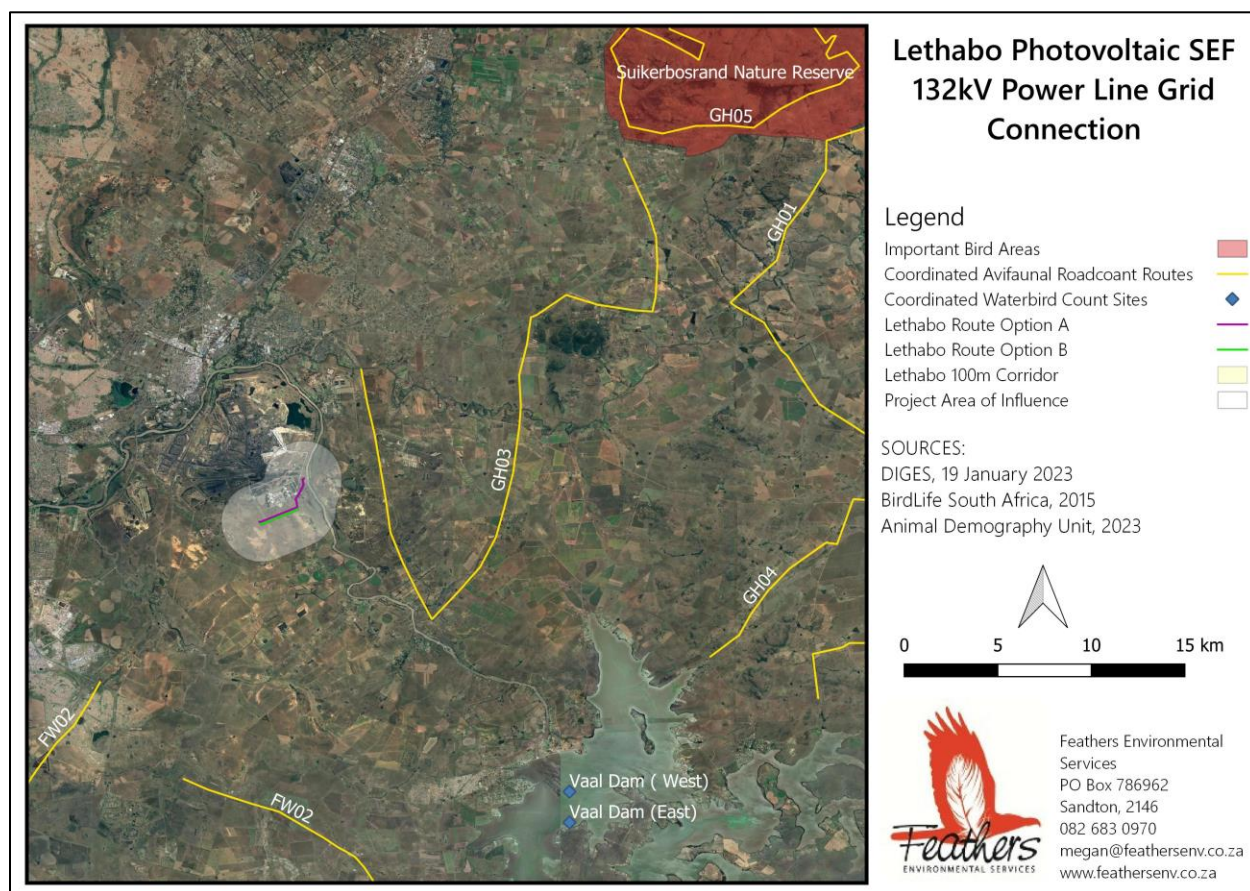 Lethabo Photovoltaic SEF
132kV Power Line Grid
Connection
Suikerbosrand Nature Reserve
GH05
GH01
GH03
GH04
FW02
FW02
Vaal Dam ( West)
Vaal Dam (East)
Legend
Important Bird Areas
Coordinated Avifaunal Roadcoant Routes
Coordinated Waterbird Count Sites
Lethabo Route Option A
Lethabo Route Option B
Lethabo 100m Corridor
Project Area of Influence
SOURCES:
DIGES, 19 January 2023
BirdLife South Africa, 2015
Animal Demography Unit, 2023
0 5 10 15 km
Feathers
ENVIRONMENTAL SERVICES
Feathers Environmental
Services
PO Box 786962
Sandton, 2146
082 683 0970
megan@feathersenv.co.za
www.feathersenv.co.za